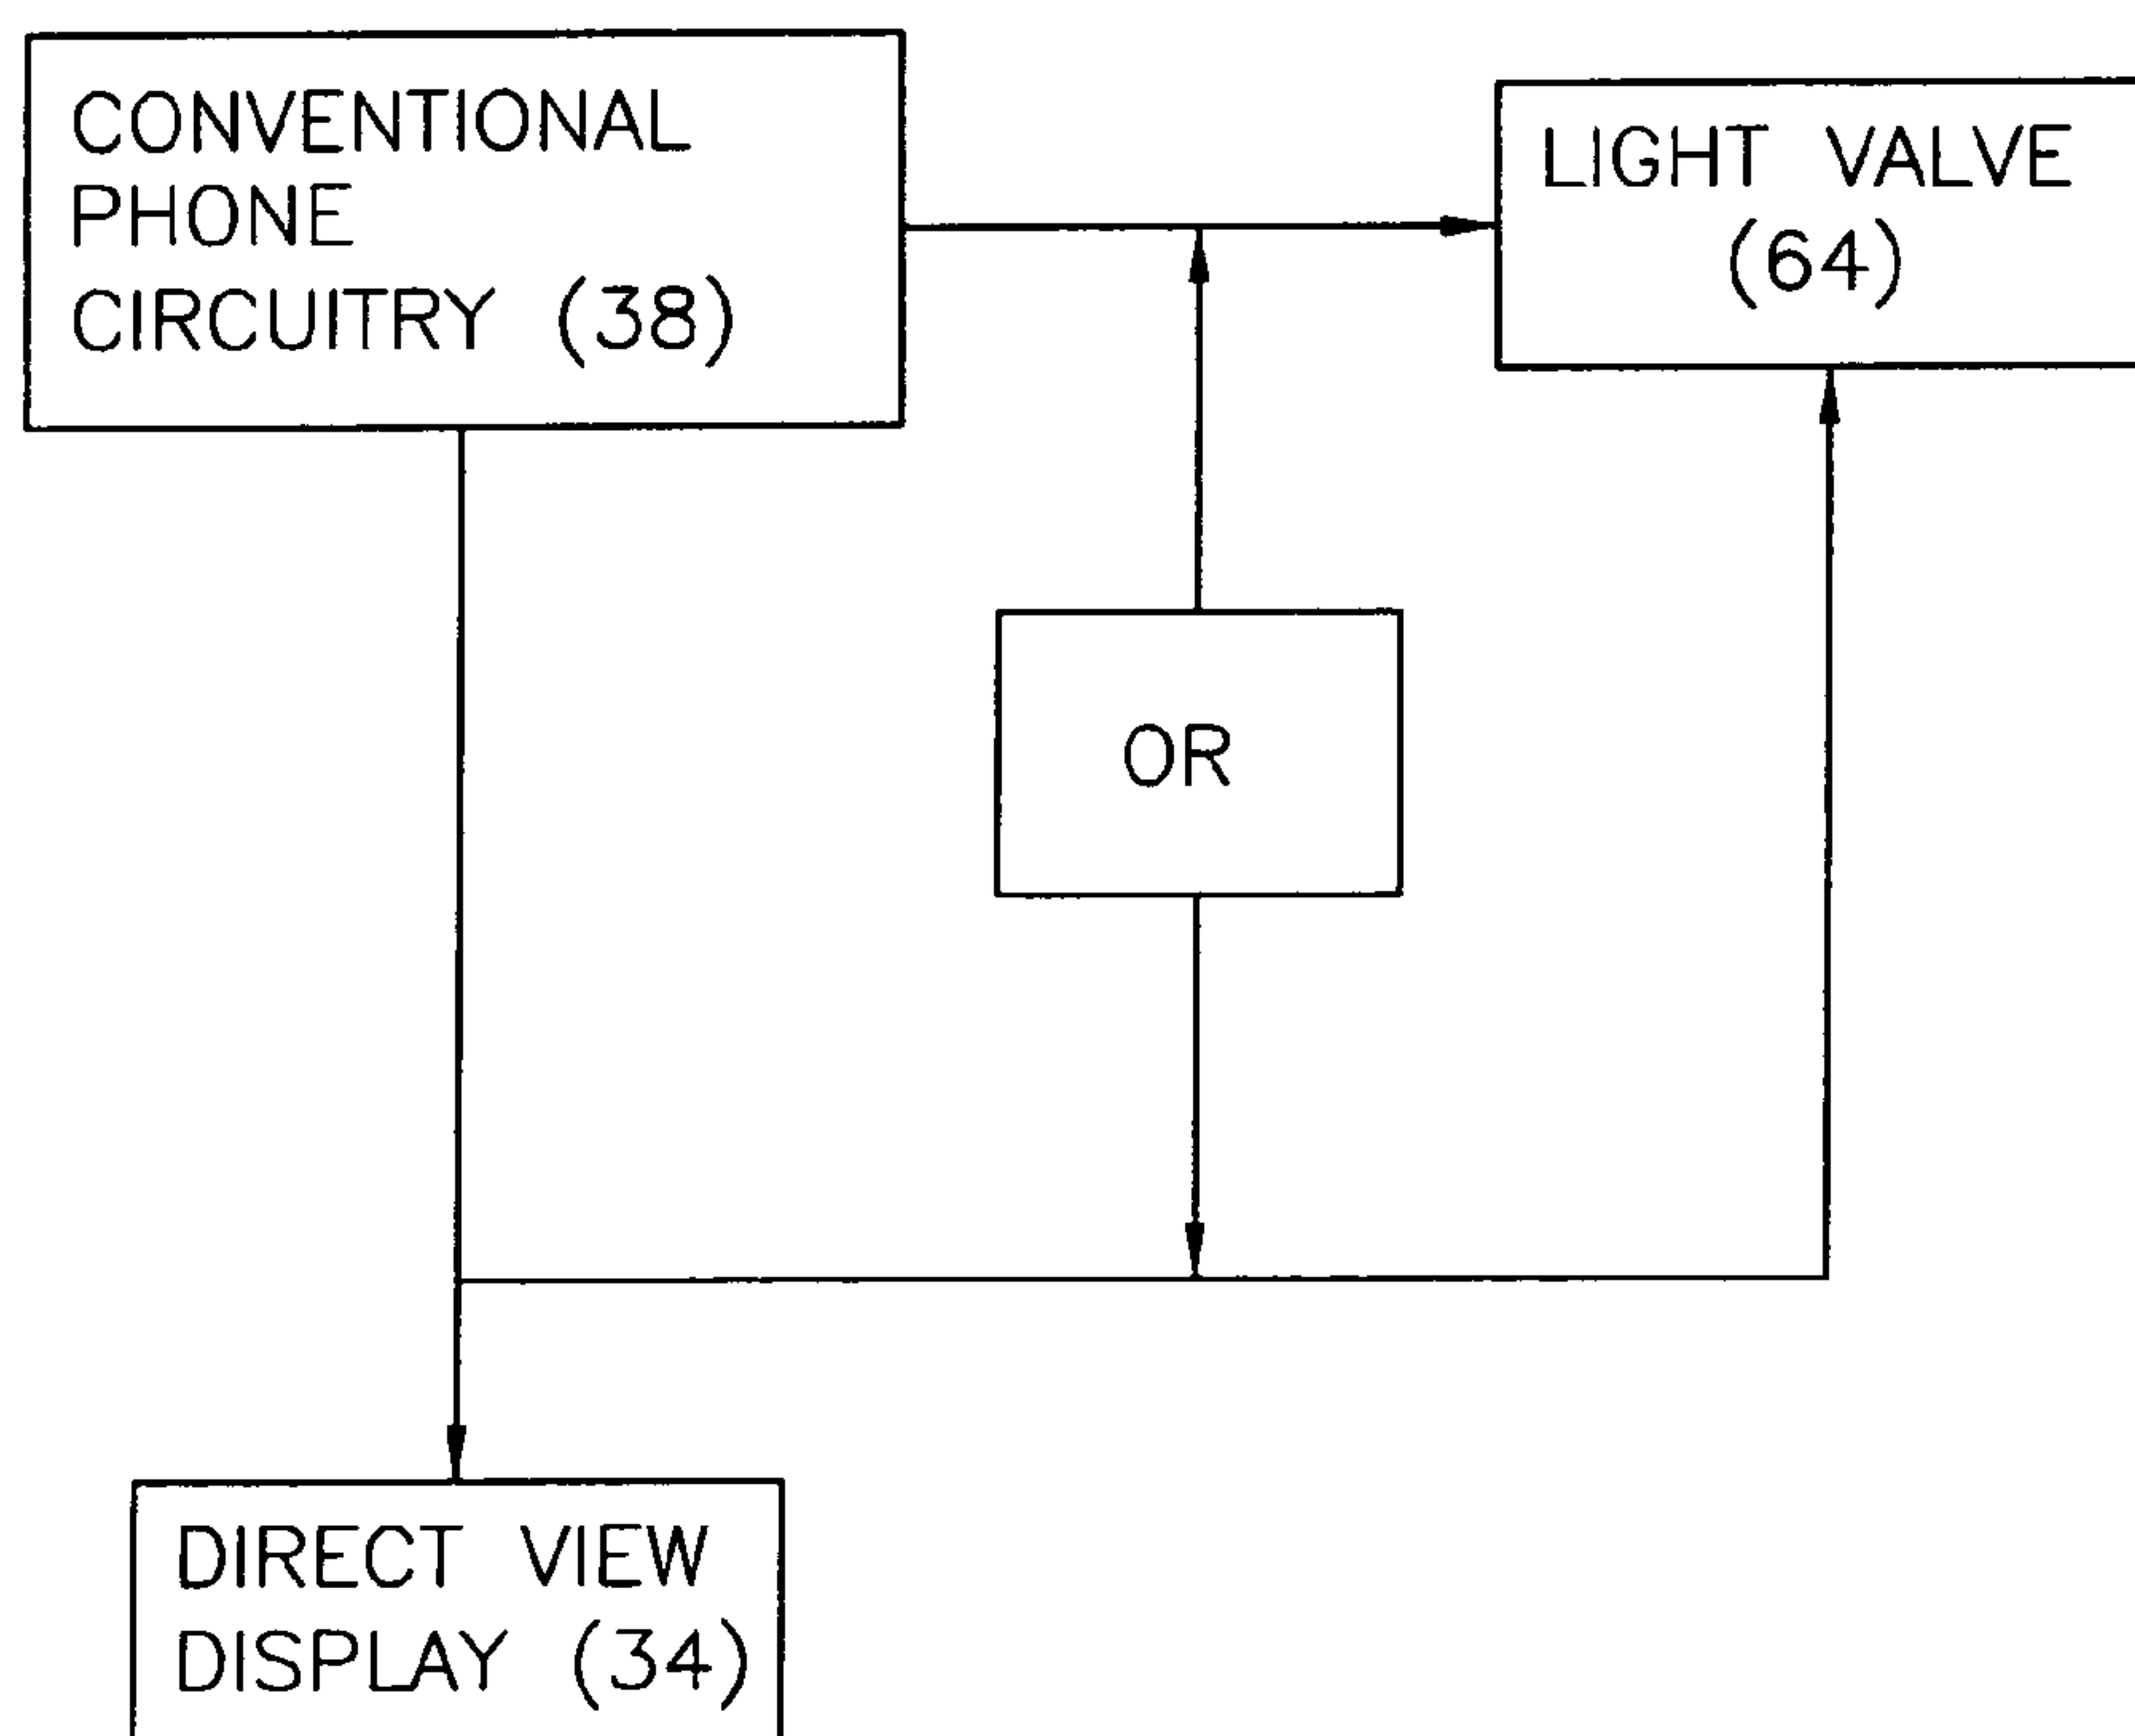 CONVENTIONAL
PHONE
CIRCUITRY (38)
LIGHT VALVE
(64)
OR
DIRECT VIEW
DISPLAY (34)